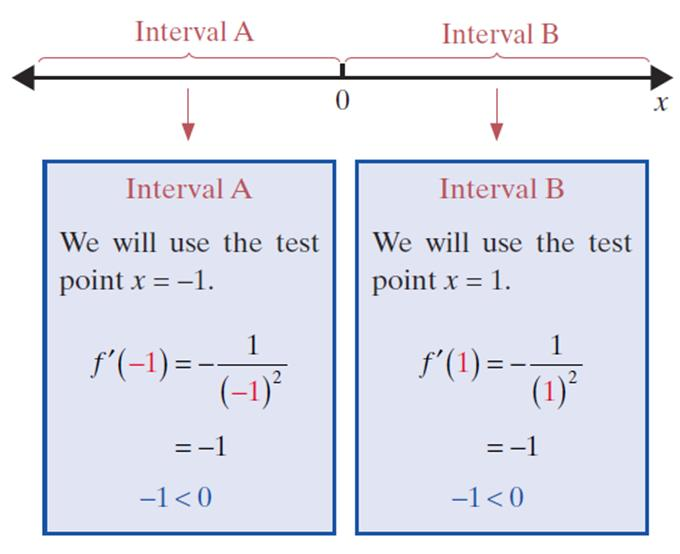 Interval A Interval B
0 x
Interval A
We will use the test
point x = −1.
f′(−1) = −1/(−1)²
= −1
−1 < 0
Interval B
We will use the test
point x = 1.
f′(1) = −1/(1)²
= −1
−1 < 0